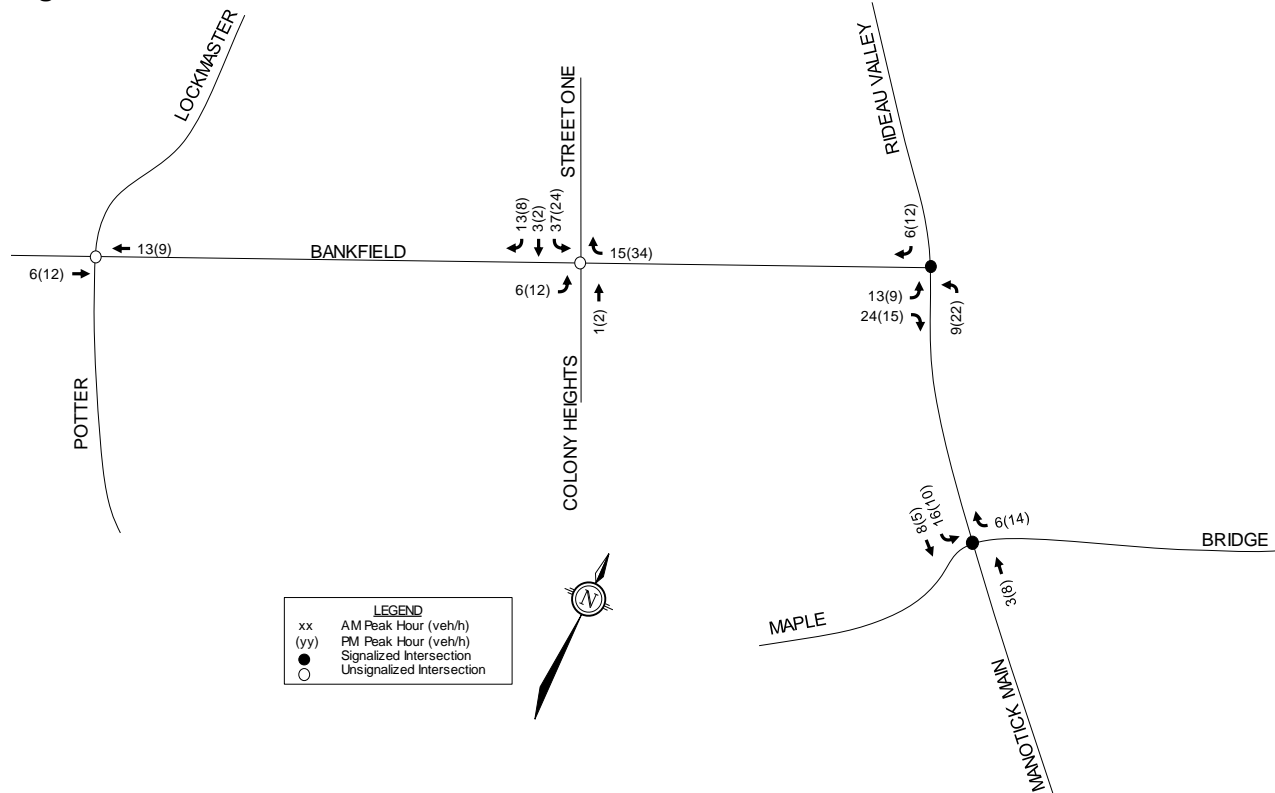 LOCKMASTER
STREET ONE
RIDEAU VALLEY
13(8)
3(2)
37(24)
6(12)
13(9)
BANKFIELD
15(34)
6(12)
6(12)
1(2)
13(9)
24(15)
9(22)
POTTER
COLONY HEIGHTS
8(5)
16(10)
6(14)
BRIDGE
3(8)
MAPLE
MANOTICK MAIN
N
LEGEND
xx AM Peak Hour (veh/h)
(yy) PM Peak Hour (veh/h)
Signalized Intersection
Unsignalized Intersection